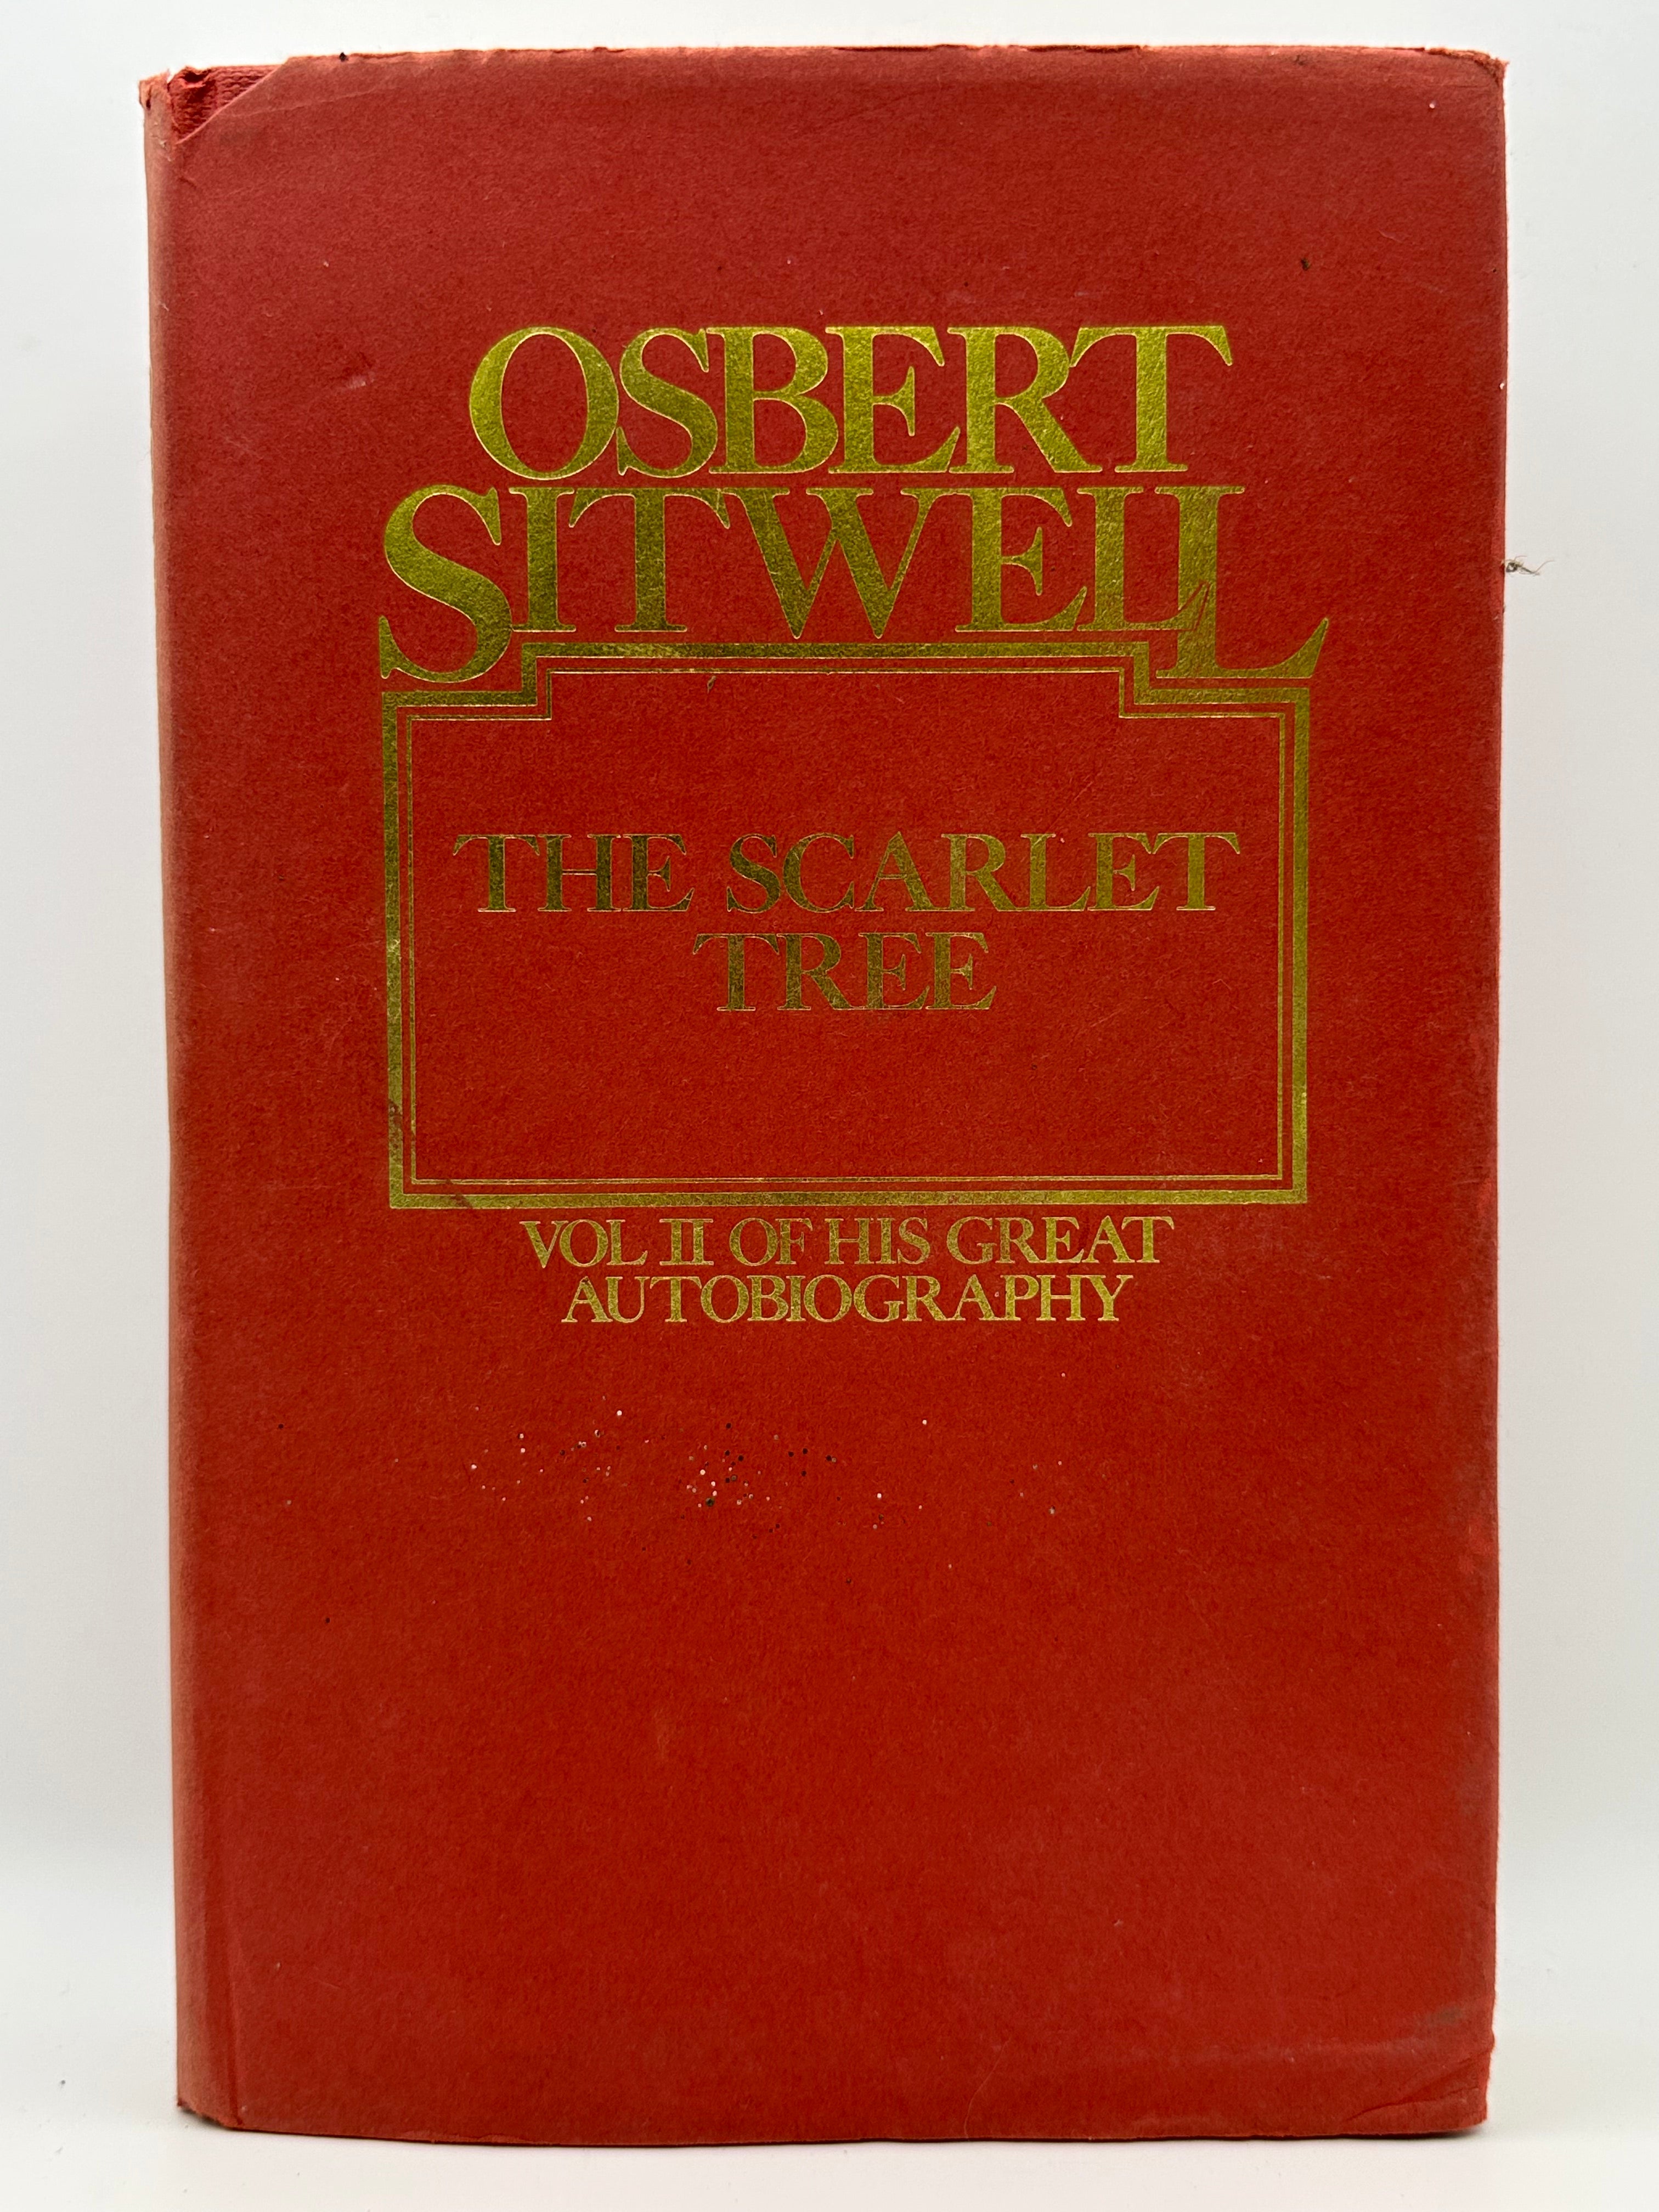 OSBERT
SITWELL
THE SCARLET
TREE
VOL II OF HIS GREAT
AUTOBIOGRAPHY